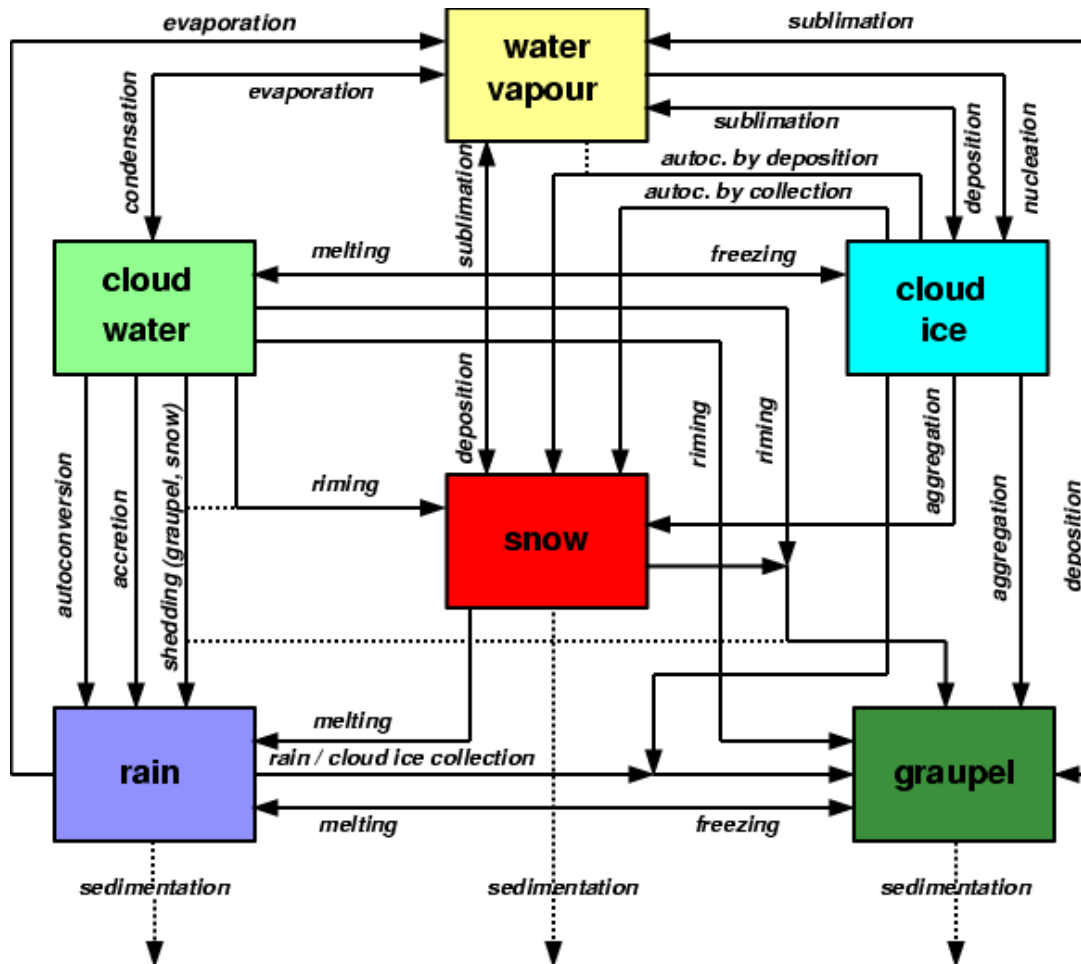 evaporation
water
vapour
sublimation
evaporation
sublimation
condensation
sublimation
autoc. by deposition
autoc. by collection
deposition
nucleation
cloud
water
melting
freezing
cloud
ice
deposition
riming
riming
aggregation
aggregation
deposition
autoconversion
accretion
shedding (graupel, snow)
riming
snow
melting
rain
rain / cloud ice collection
graupel
melting
freezing
sedimentation
sedimentation
sedimentation